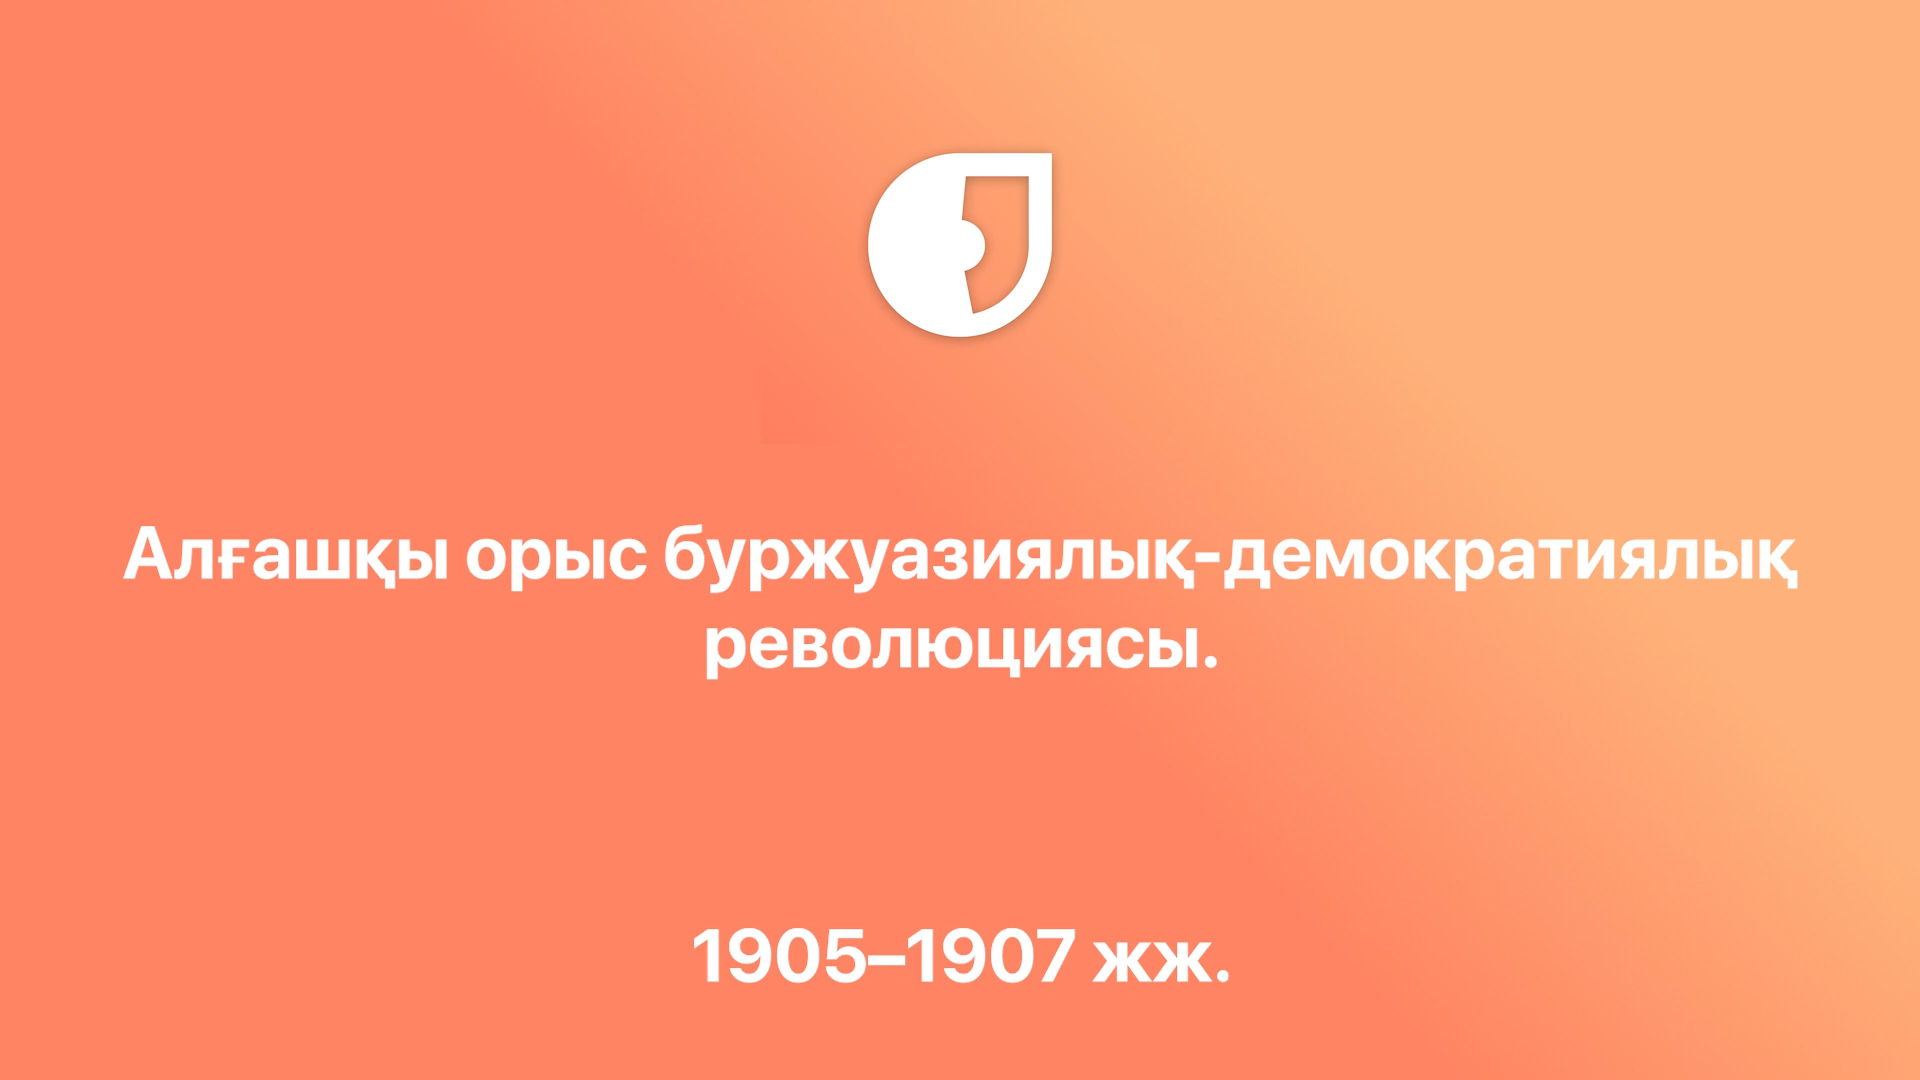 Алғашқы орыс буржуазиялық-демократиялық
революциясы.
1905–1907 жж.